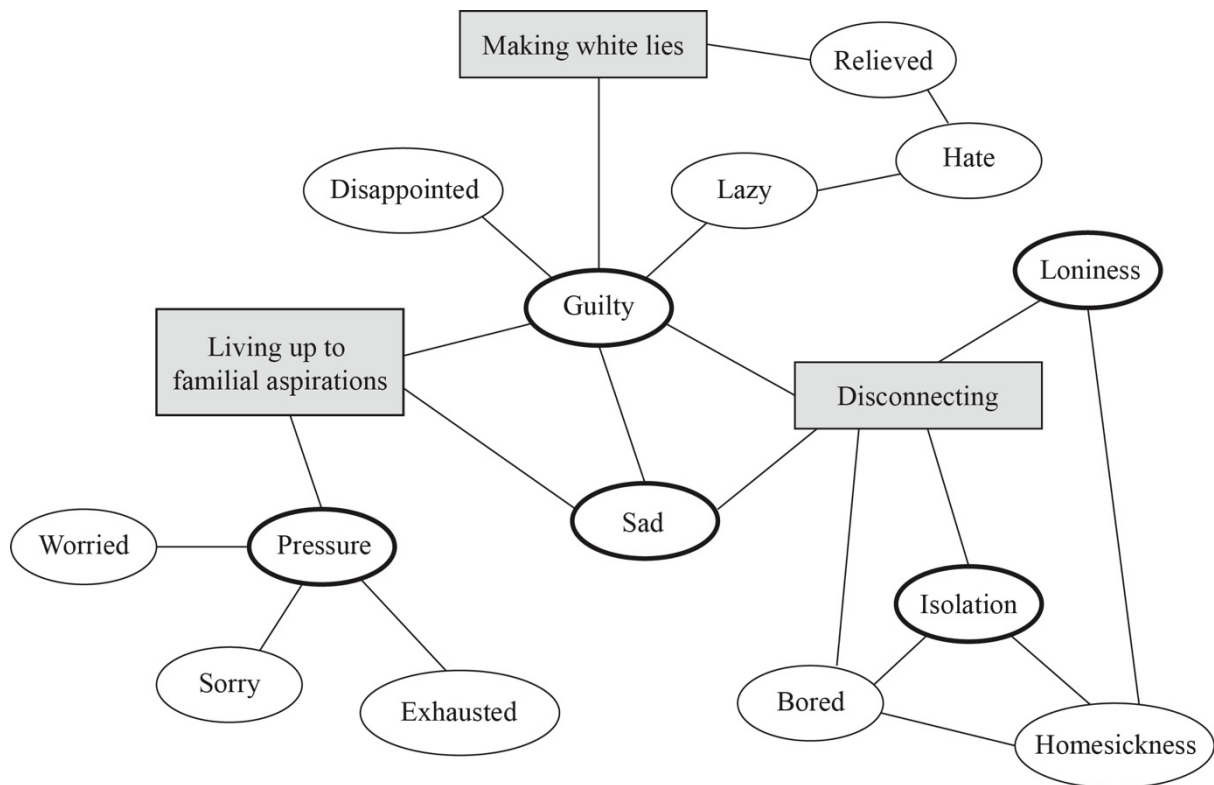 Making white lies
Relieved
Hate
Disappointed
Lazy
Loniness
Guilty
Living up to
familial aspirations
Disconnecting
Sad
Worried
Pressure
Isolation
Sorry
Exhausted
Bored
Homesickness